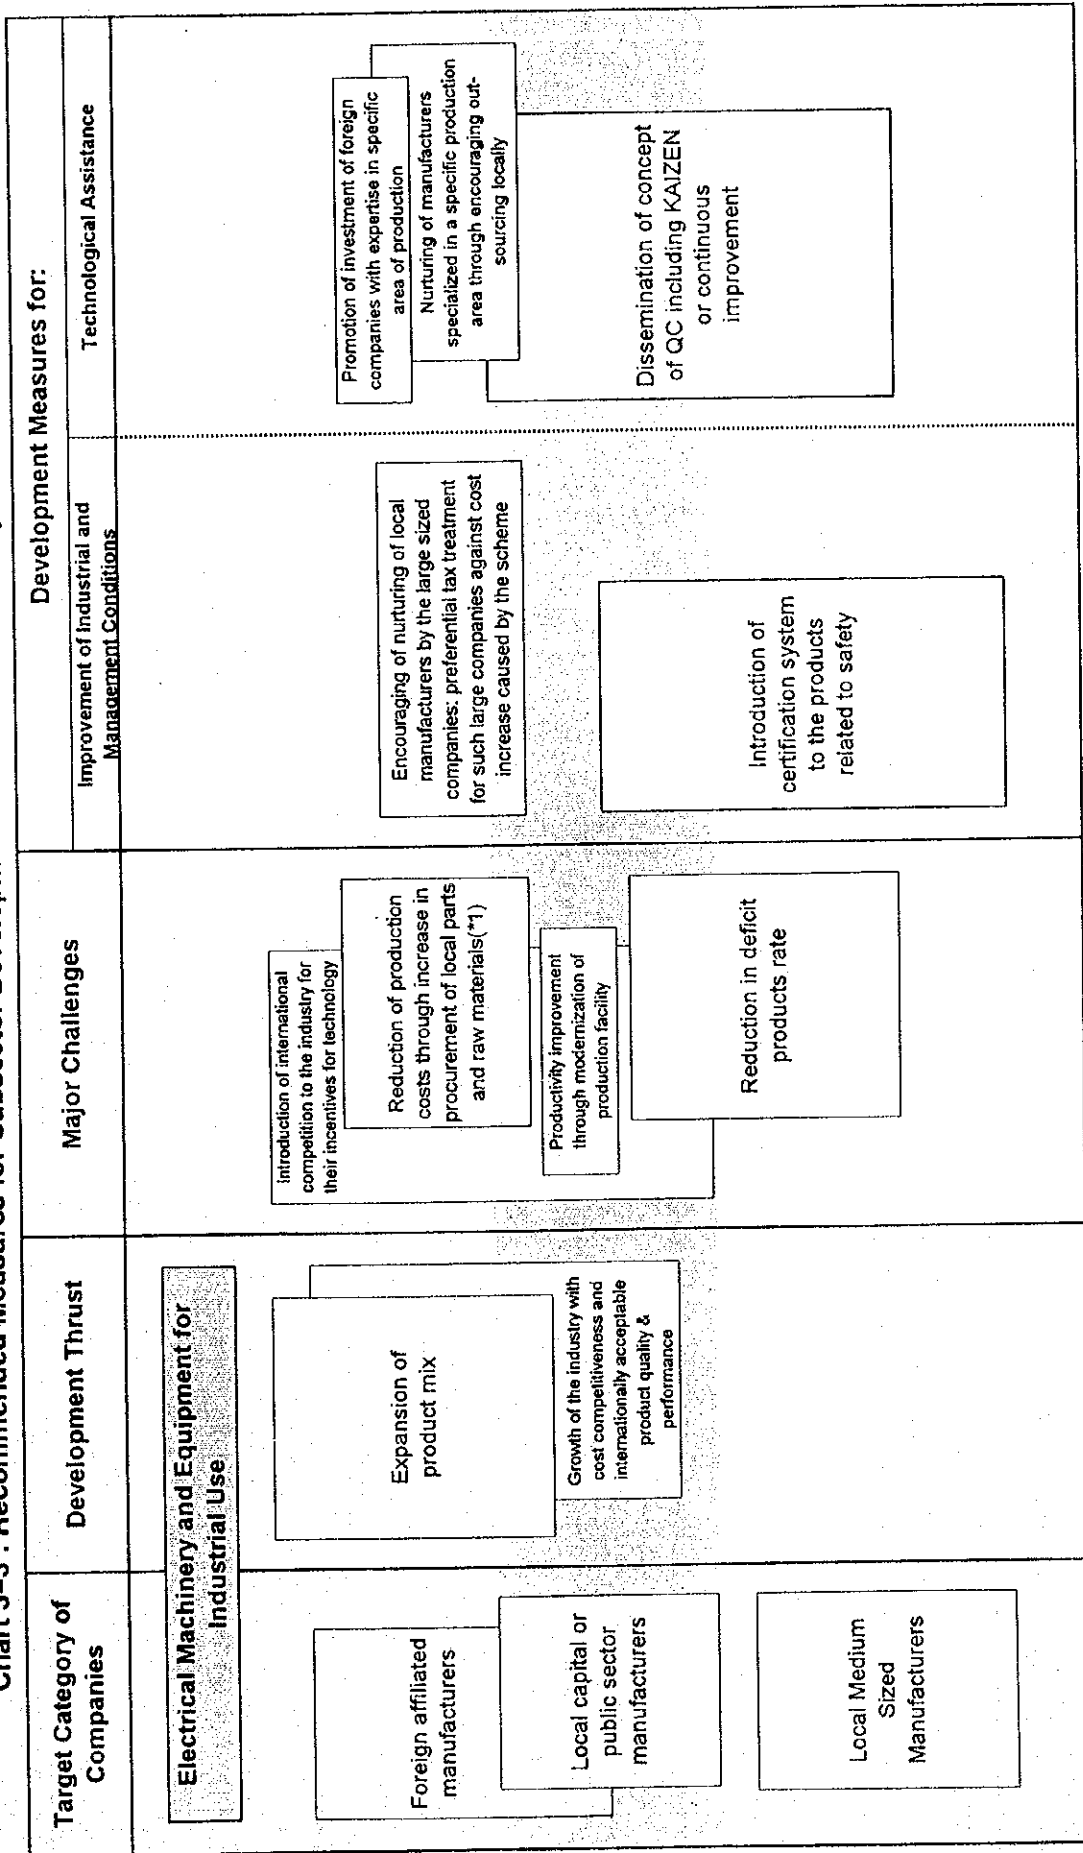 Target Category of
Companies
Development Thrust
Major Challenges
Development Measures for:
Improvement of Industrial and
Management Conditions
Technological Assistance
Electrical Machinery and Equipment for
Industrial Use
Foreign affiliated
manufacturers
Local capital or
public sector
manufacturers
Local Medium
Sized
Manufacturers
Expansion of
product mix
Growth of the industry with
cost competitiveness and
internationally acceptable
product quality &
performance
Introduction of international
competition to the industry for
their incentives for technology
Reduction of production
costs through increase in
procurement of local parts
and raw materials(*1)
Productivity improvement
through modernization of
production facility
Reduction in deficit
products rate
Encouraging of nurturing of local
manufacturers by the large sized
companies: preferential tax treatment
for such large companies against cost
increase caused by the scheme
Introduction of
certification system
to the products
related to safety
Promotion of investment of foreign
companies with expertise in specific
area of production
Nurturing of manufacturers
specialized in a specific production
area through encouraging out-
sourcing locally
Dissemination of concept
of QC including KAIZEN
or continuous
improvement